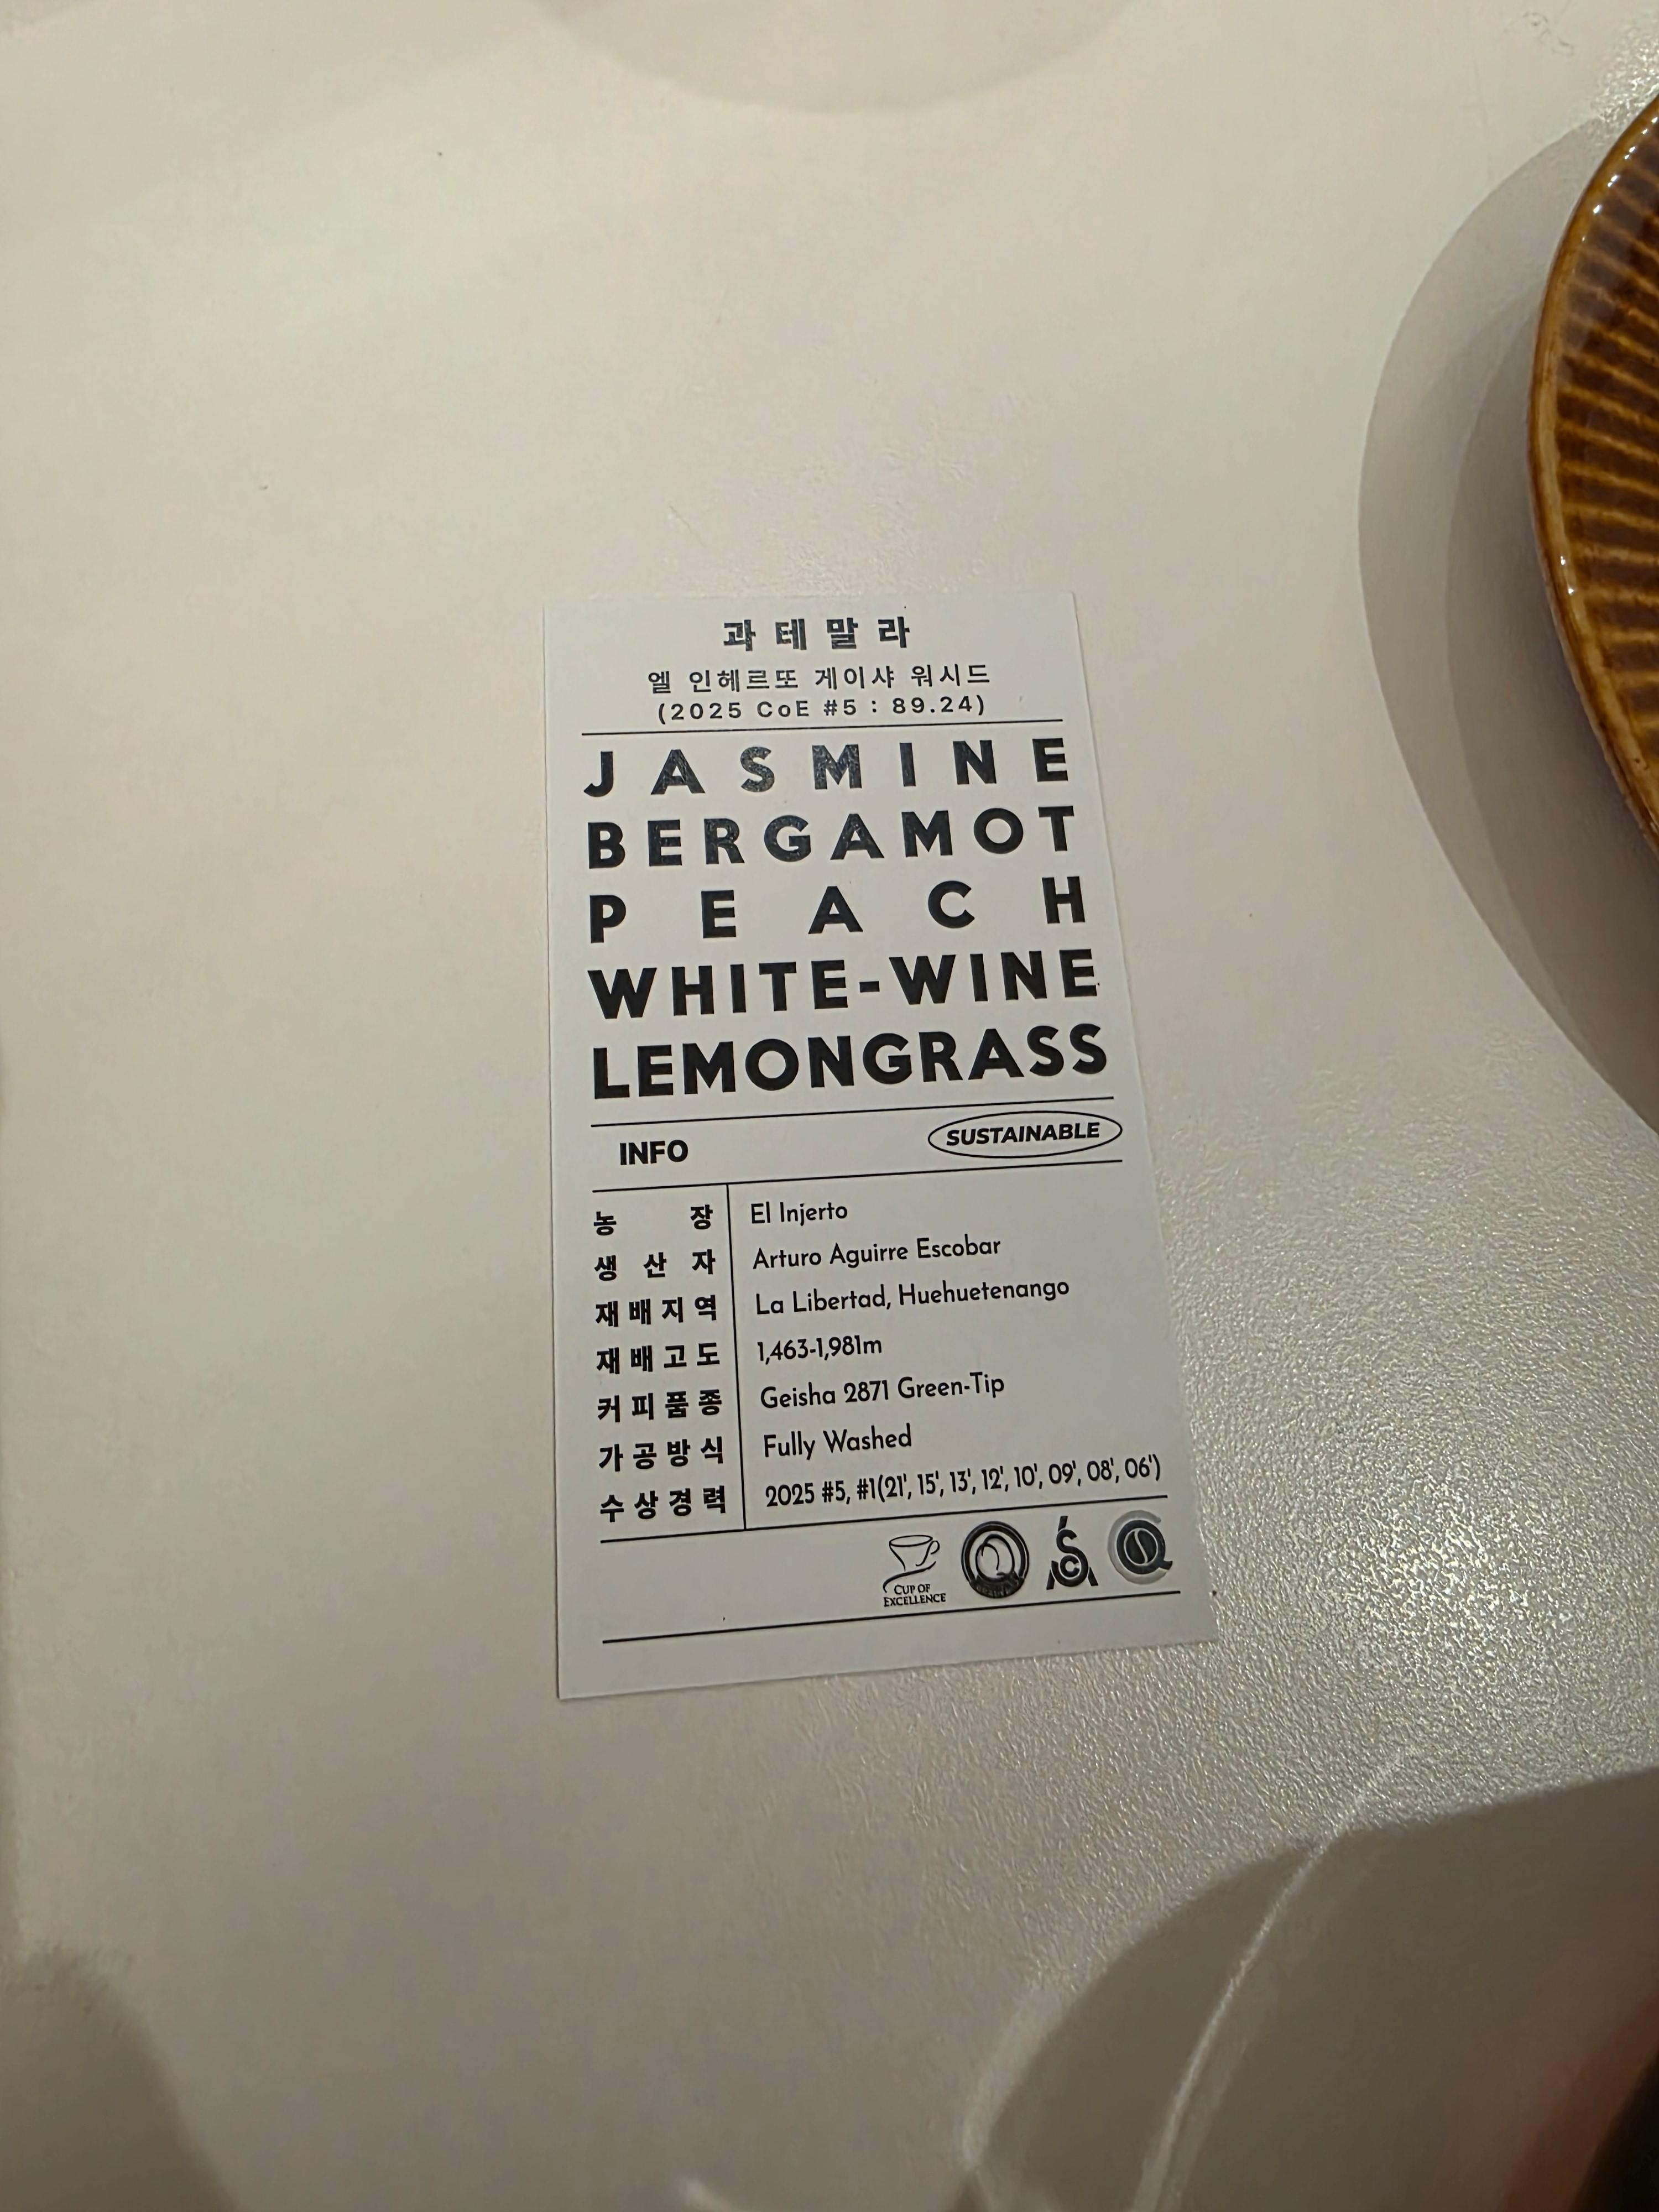 과테말라
엘 인헤르또 게이샤 워시드
(2025 CoE #5 : 89.24)
JASMINE
BERGAMOT
PEACH
WHITE-WINE
LEMONGRASS
INFO SUSTAINABLE
농장 El Injerto
생산자 Arturo Aguirre Escobar
재배지역 La Libertad, Huehuetenango
재배고도 1,463-1,981m
커피품종 Geisha 2871 Green-Tip
가공방식 Fully Washed
수상경력 2025 #5, #1(21', 15', 13', 12', 10', 09', 08', 06')
CUP OF
EXCELLENCE